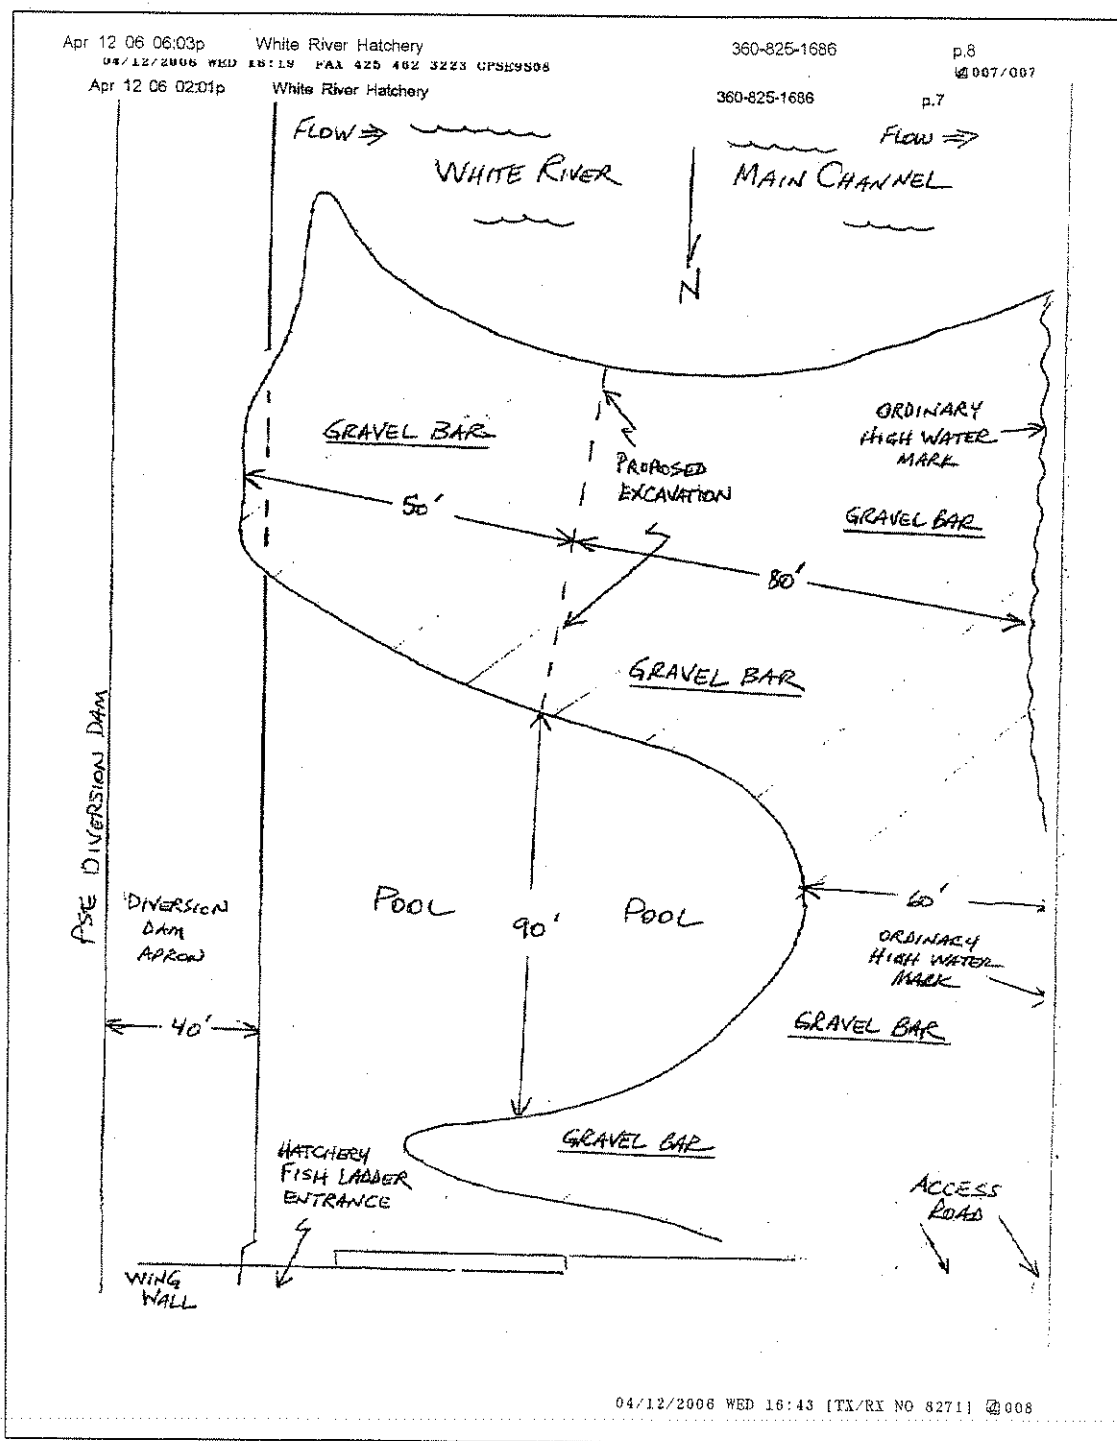 Apr 12 06 06:03p White River Hatchery 360-825-1686 p.8
04/12/2006 WED 16:19 FAX 425 462 3223 CPSE9S08 007/007
Apr 12 06 02:01p White River Hatchery 360-825-1686 p.7
FLOW ⇒ FLOW ⇒
WHITE RIVER MAIN CHANNEL
N
ORDINARY
HIGH WATER
MARK
GRAVEL BAR
PROPOSED
EXCAVATION
50'
GRAVEL BAR
80'
GRAVEL BAR
PSE DIVERSION DAM
DIVERSION
DAM
APRON
POOL 90' POOL
60'
ORDINARY
HIGH WATER
MARK
40'
GRAVEL BAR
GRAVEL BAR
HATCHERY
FISH LADDER
ENTRANCE
ACCESS
ROAD
WING
WALL
04/12/2006 WED 16:43 [TX/RX NO 8271] 008